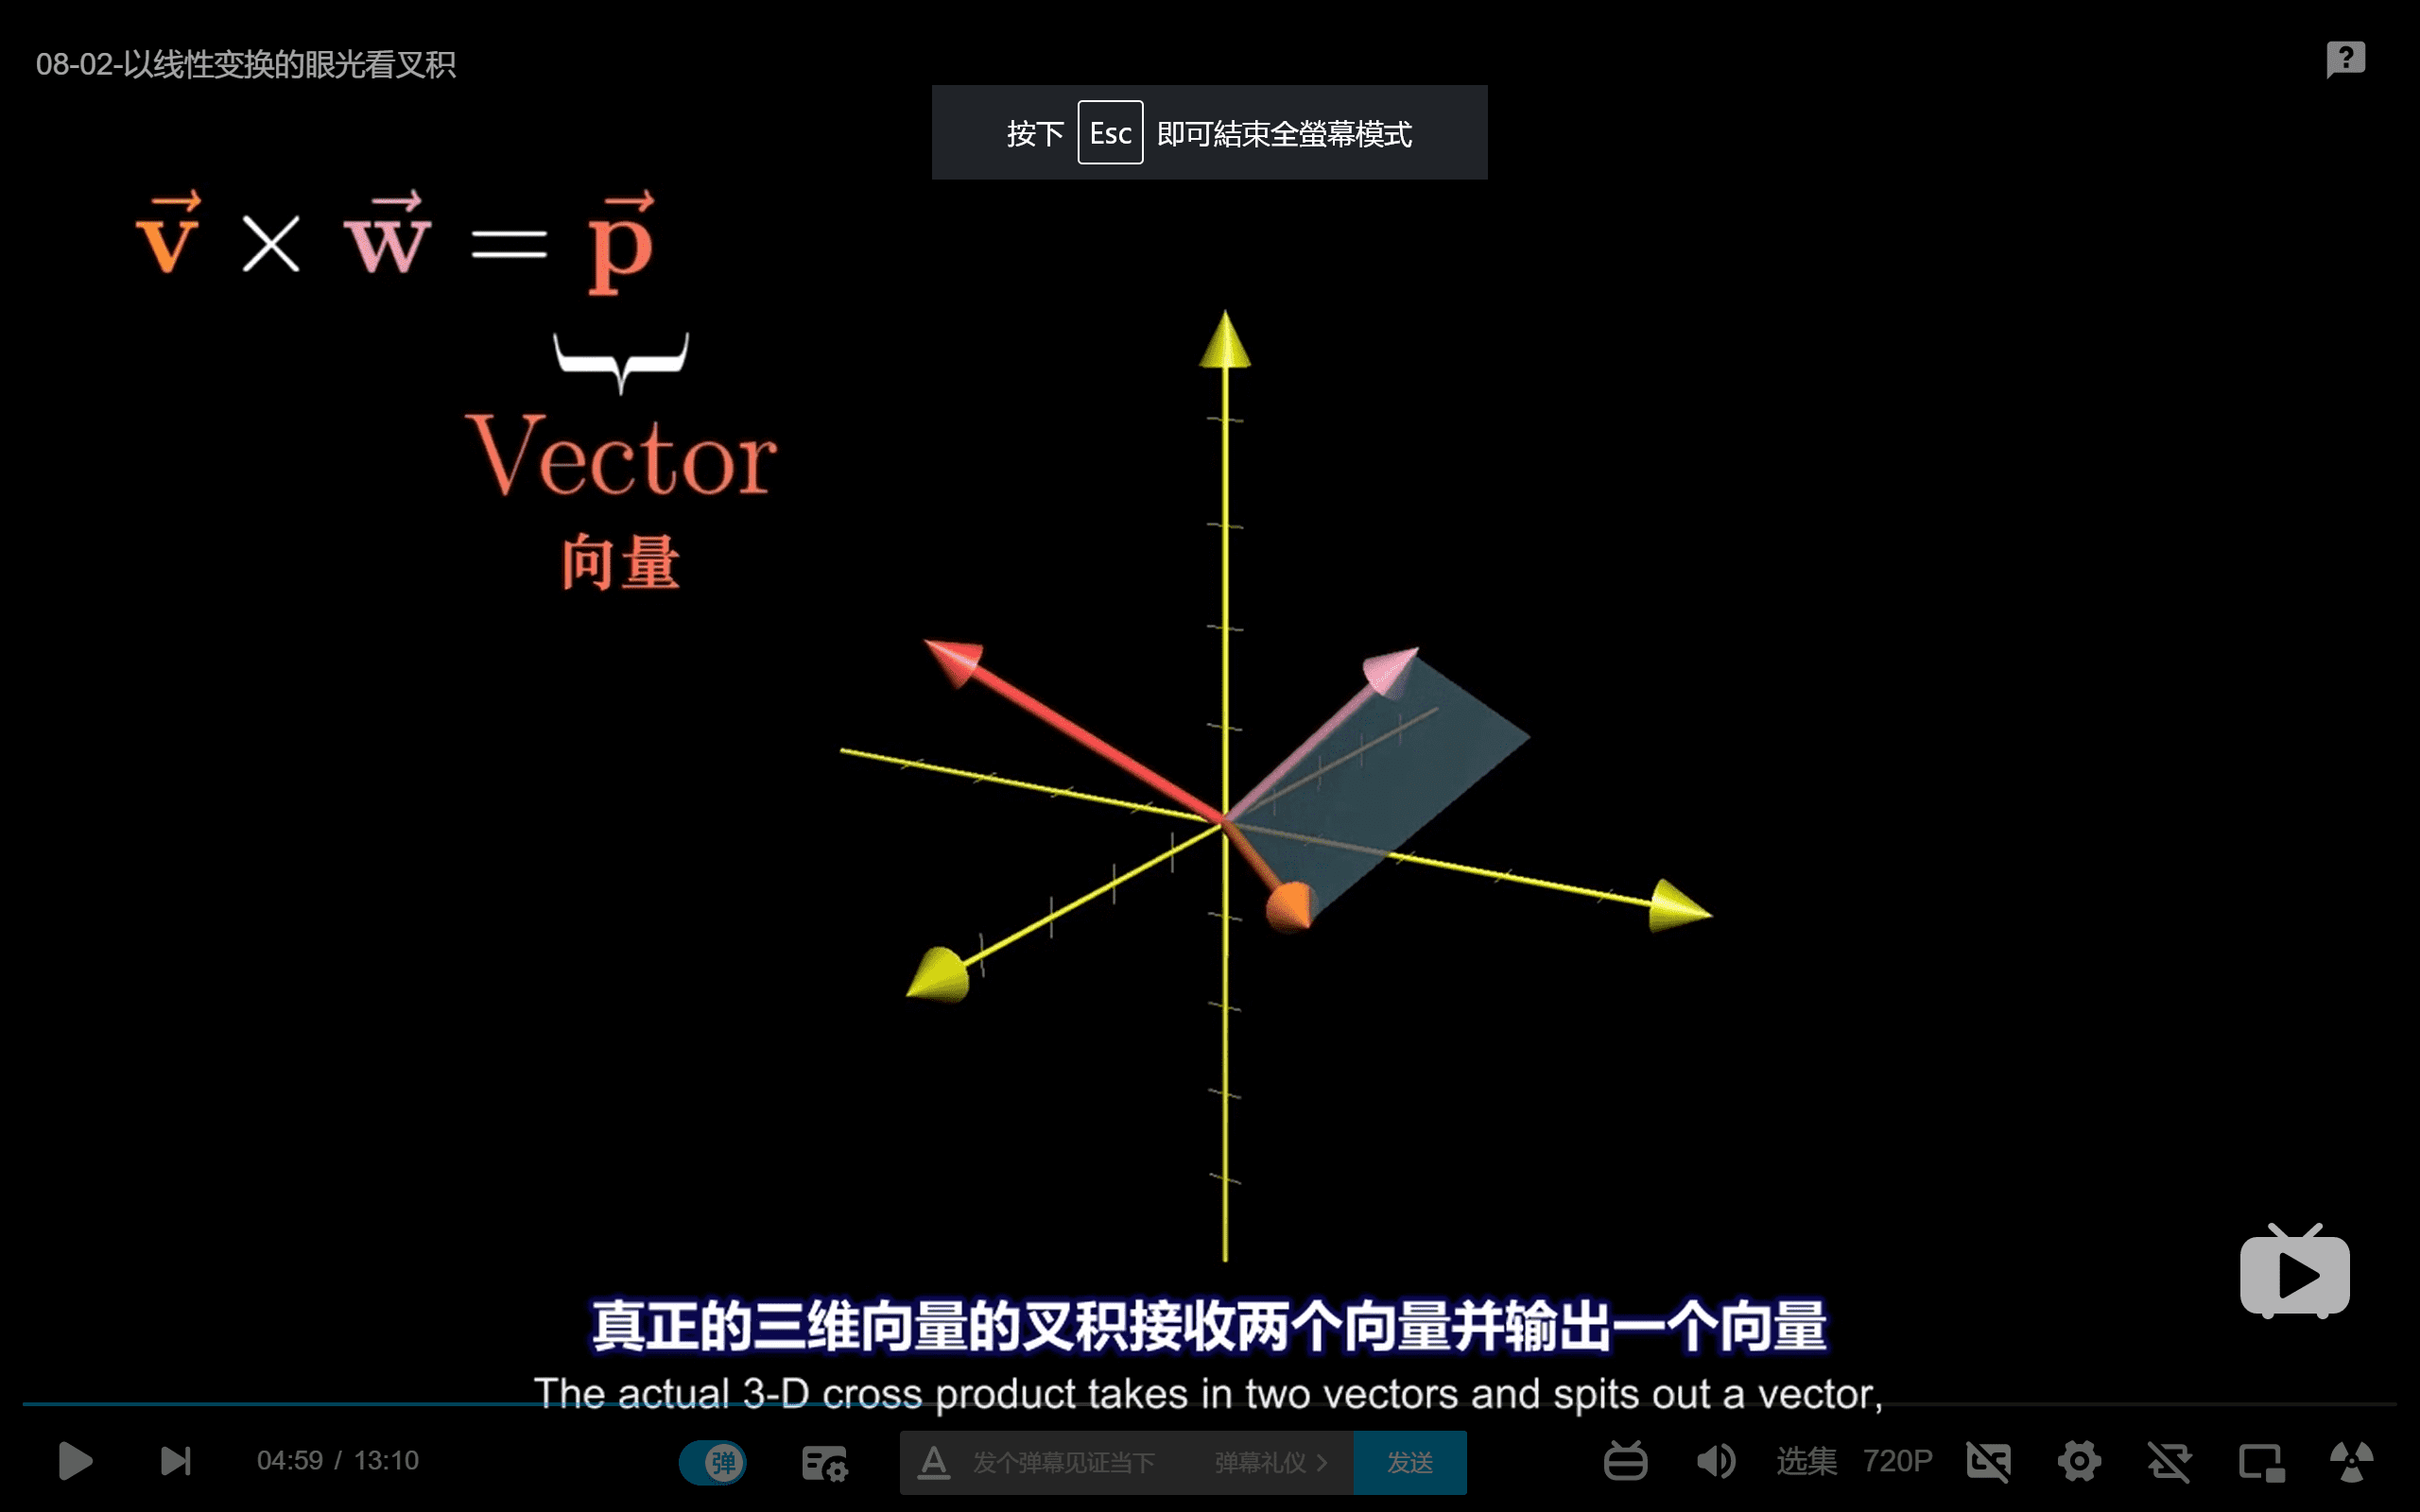 08-02-以线性变换的眼光看叉积
按下 Esc 即可結束全螢幕模式
v⃗ × w⃗ = p⃗
Vector
向量
真正的三维向量的叉积接收两个向量并输出一个向量
The actual 3-D cross product takes in two vectors and spits out a vector,
04:59 / 13:10 弹 A 发个弹幕见证当下 弹幕礼仪 > 发送 选集 720P